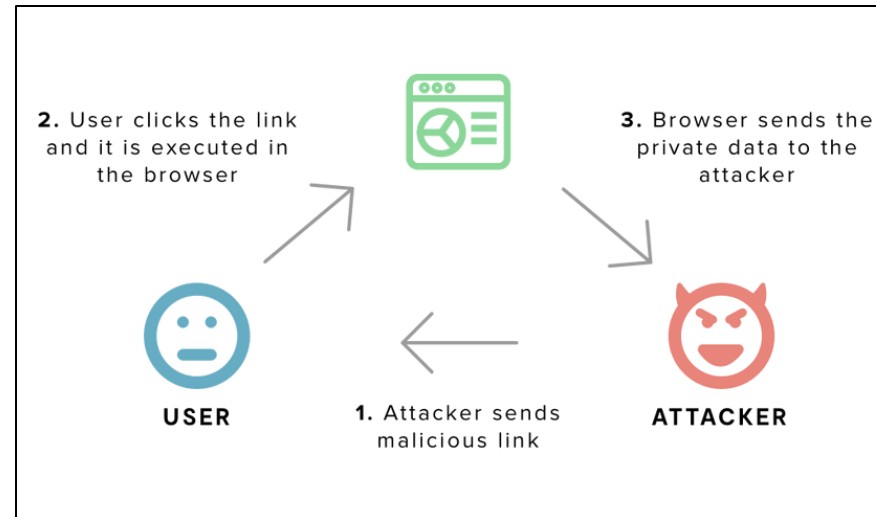 2. User clicks the link
and it is executed in
the browser
3. Browser sends the
private data to the
attacker
USER
1. Attacker sends
malicious link
ATTACKER